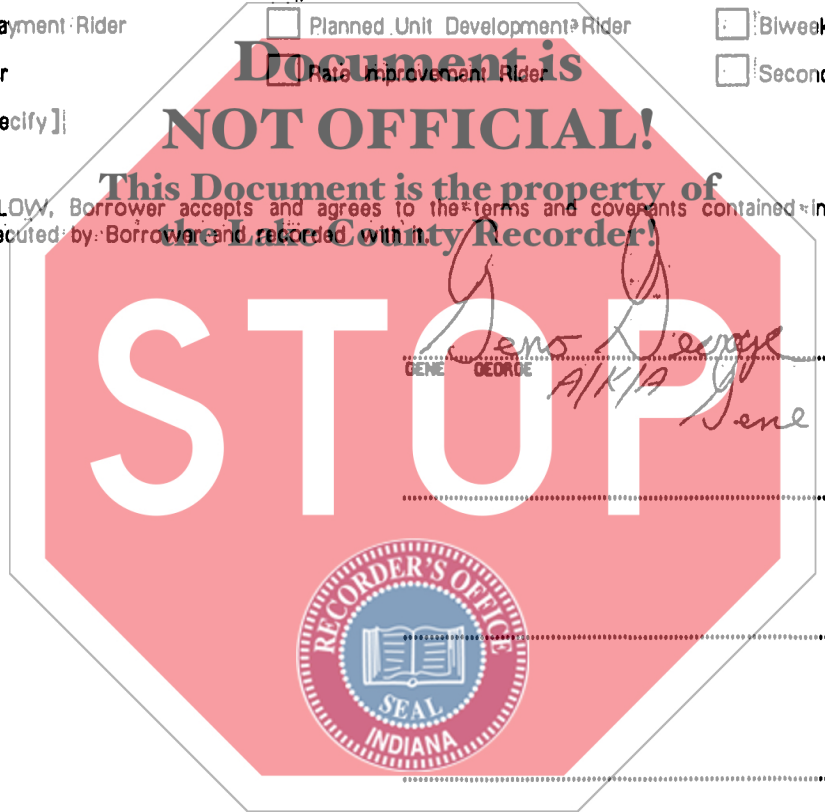 ayment Rider Planned Unit Development Rider Biweek
Document is
r Rate Improvement Rider Second
NOT OFFICIAL!
ecify]
This Document is the property of
LOW, Borrower accepts and agrees to the terms and covenants contained in
ecuted by Borrower and recorded with it.
the Lake County Recorder!
STOP
Geno George
GENE GEORGE
A/K/A Gene
RECORDER'S OFFICE
SEAL
INDIANA